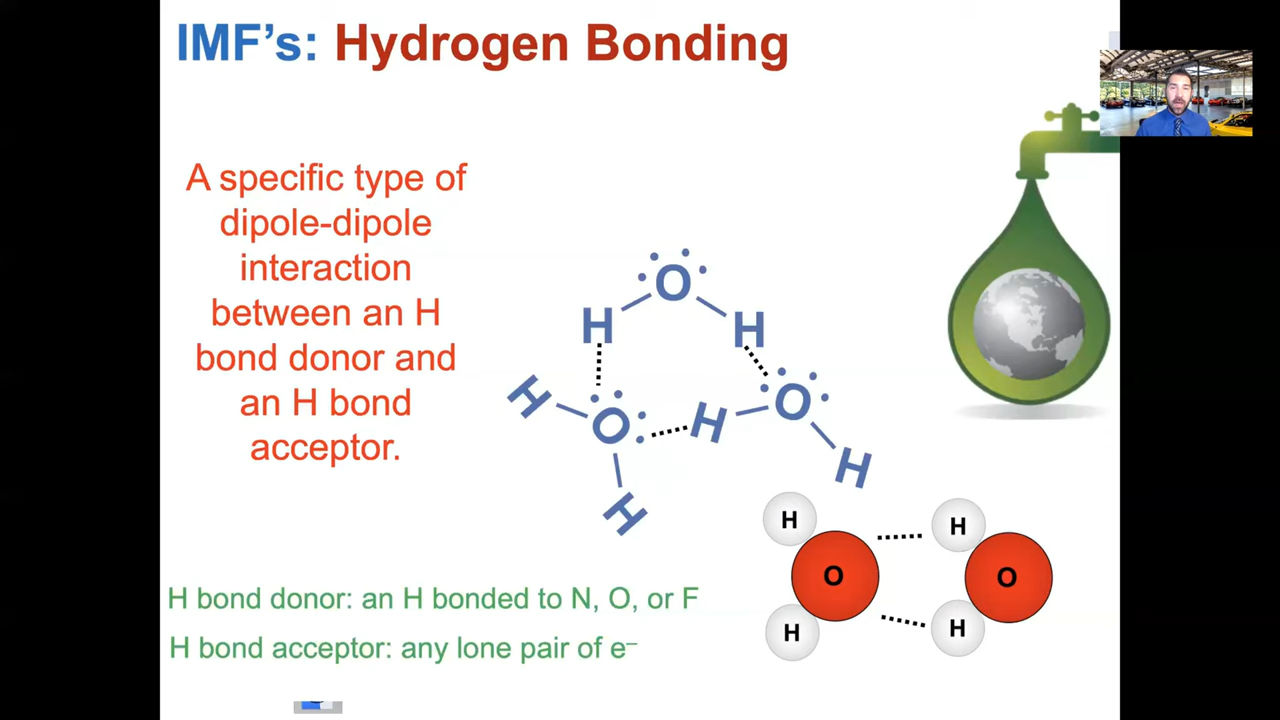 IMF's: Hydrogen Bonding
A specific type of
dipole-dipole
interaction
between an H
bond donor and
an H bond
acceptor.
O
H
H
H
O
H
O
H
H
H
H
O
O
H
H
H bond donor: an H bonded to N, O, or F
H bond acceptor: any lone pair of e⁻